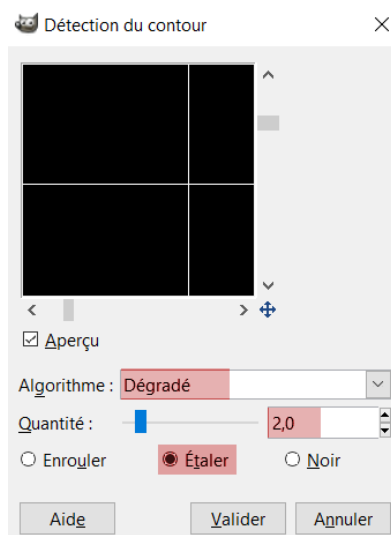 Détection du contour
Aperçu
Algorithme : Dégradé
Quantité : 2,0
Enrouler Étaler Noir
Aide Valider Annuler